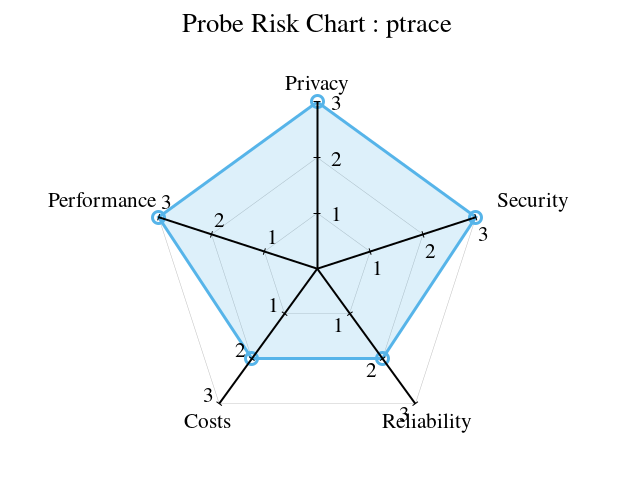 Probe Risk Chart : ptrace
Privacy
3
2
1
Performance 3
2
1
Security
3
2
1
1
2
3
Costs
1
2
3
Reliability